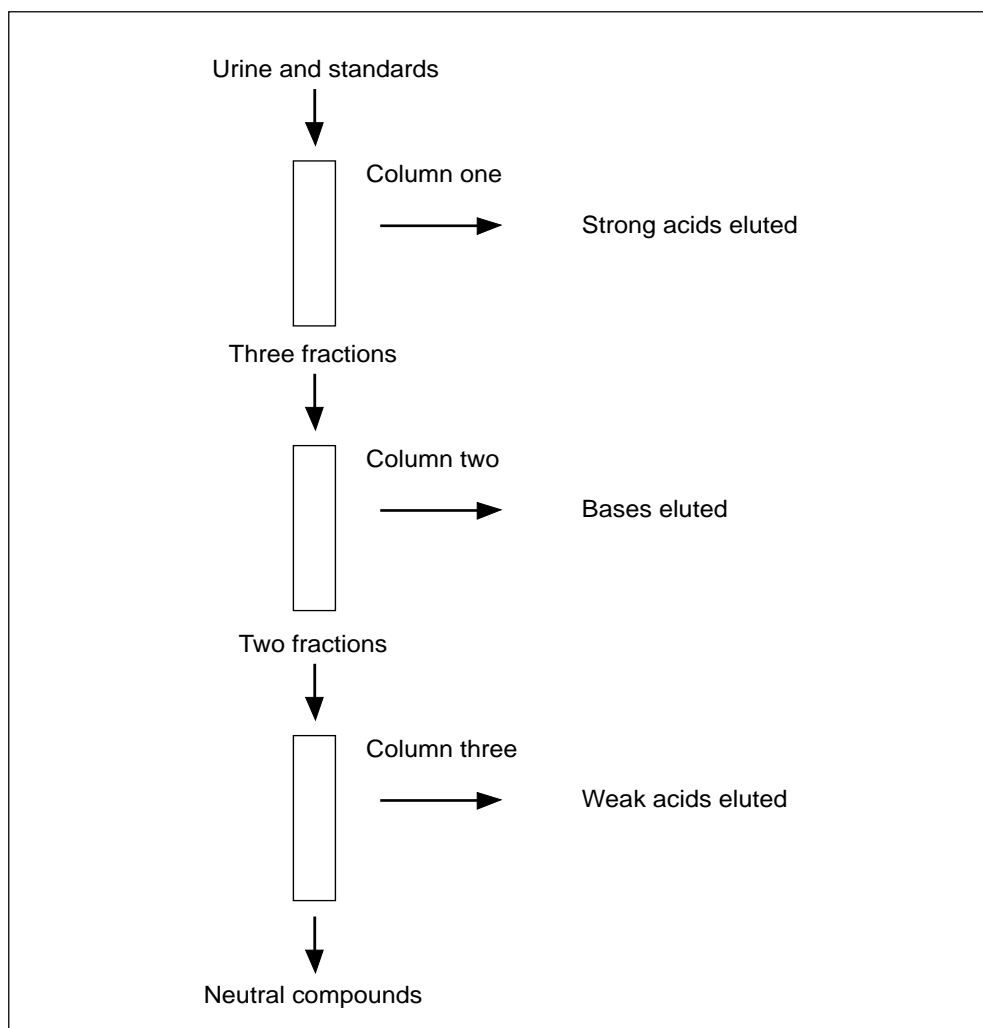 Urine and standards
Column one
Strong acids eluted
Three fractions
Column two
Bases eluted
Two fractions
Column three
Weak acids eluted
Neutral compounds